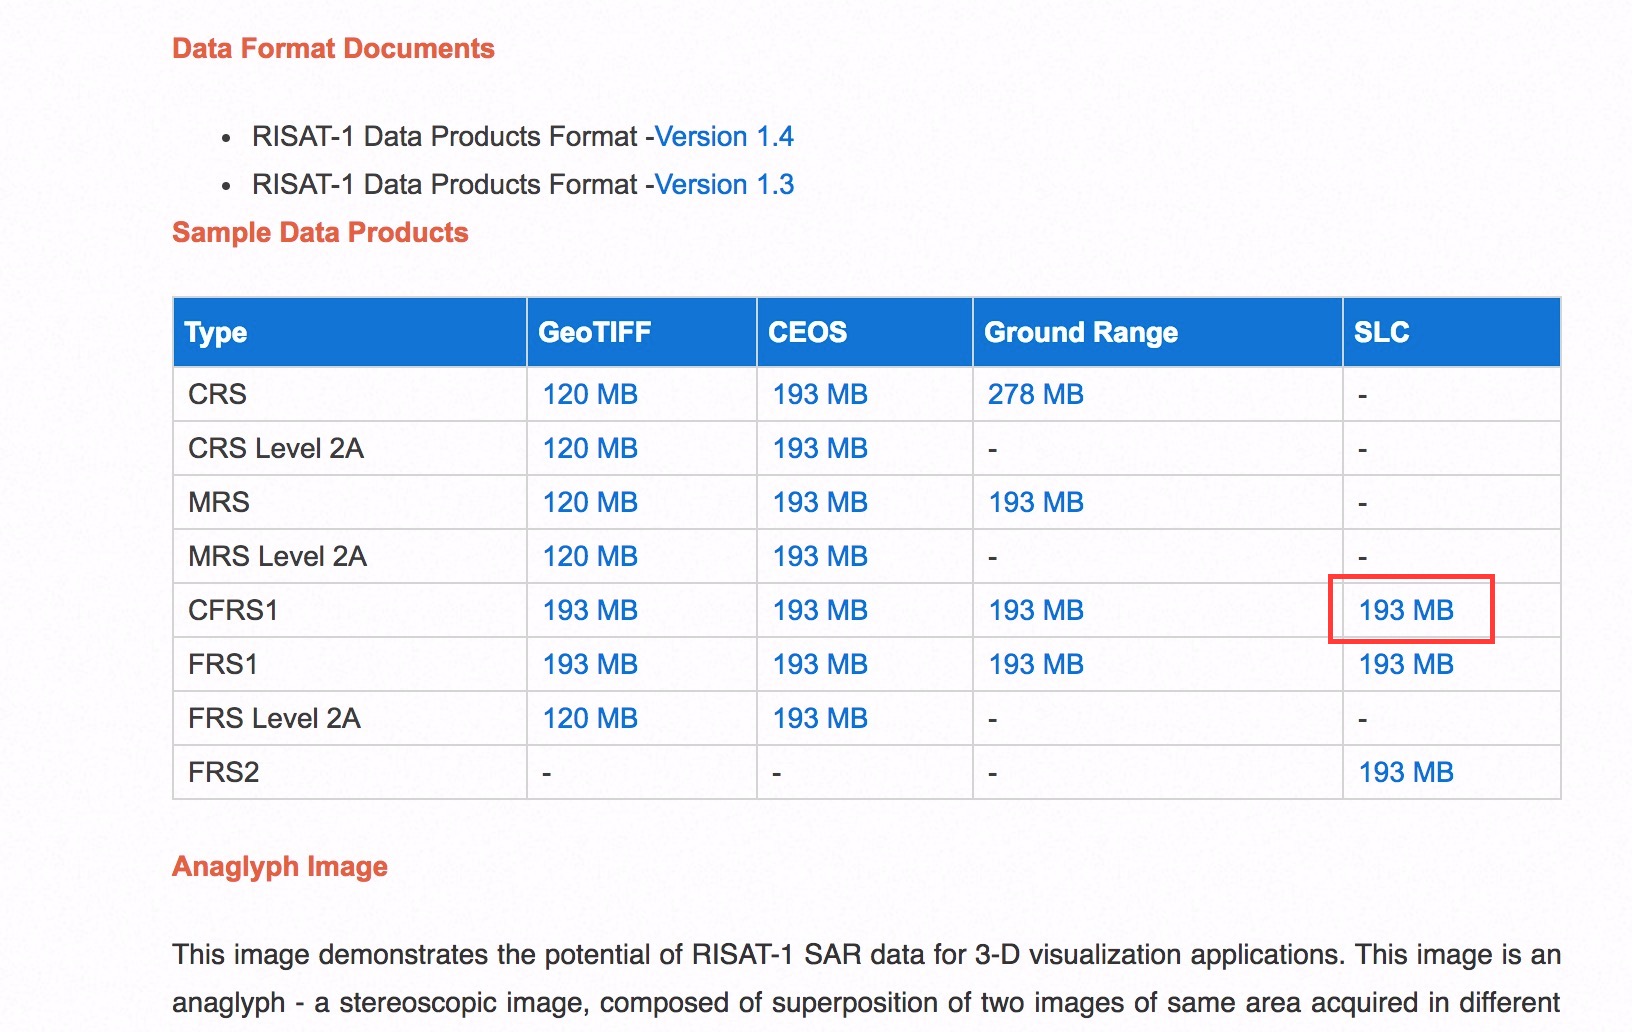 Data Format Documents
• RISAT-1 Data Products Format -Version 1.4
• RISAT-1 Data Products Format -Version 1.3
Sample Data Products
Type GeoTIFF CEOS Ground Range SLC
CRS 120 MB 193 MB 278 MB -
CRS Level 2A 120 MB 193 MB - -
MRS 120 MB 193 MB 193 MB -
MRS Level 2A 120 MB 193 MB - -
CFRS1 193 MB 193 MB 193 MB 193 MB
FRS1 193 MB 193 MB 193 MB 193 MB
FRS Level 2A 120 MB 193 MB - -
FRS2 - - - 193 MB
Anaglyph Image
This image demonstrates the potential of RISAT-1 SAR data for 3-D visualization applications. This image is an
anaglyph - a stereoscopic image, composed of superposition of two images of same area acquired in different